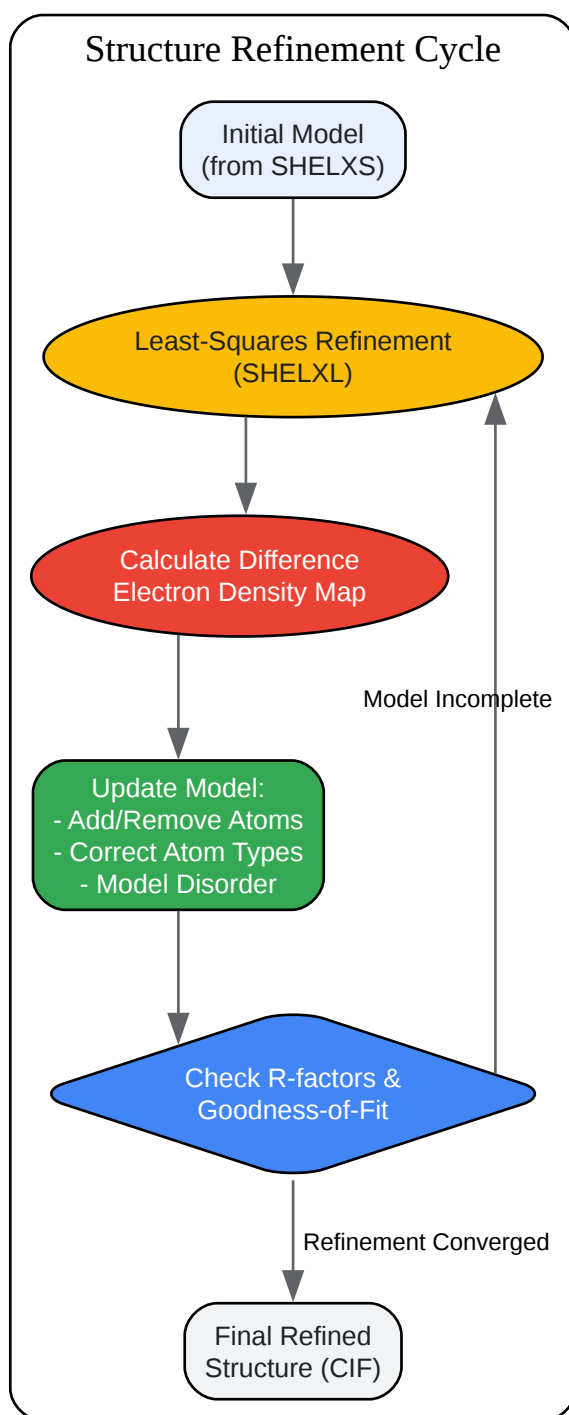 Structure Refinement Cycle
Initial Model
(from SHELXS)
Least-Squares Refinement
(SHELXL)
Calculate Difference
Electron Density Map
Model Incomplete
Update Model:
- Add/Remove Atoms
- Correct Atom Types
- Model Disorder
Check R-factors &
Goodness-of-Fit
Refinement Converged
Final Refined
Structure (CIF)